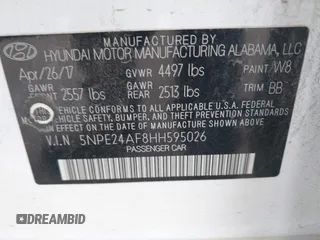 MANUFACTURED BY
HYUNDAI MOTOR MANUFACTURING ALABAMA, LLC
Apr/26/17 GVWR 4497 lbs PAINT W8
GAWR FRONT 2557 lbs GAWR REAR 2513 lbs TRIM BB
THIS VEHICLE CONFORMS TO ALL APPLICABLE FEDERAL MOTOR VEHICLE SAFETY, BUMPER, AND THEFT PREVENTION STANDARDS IN EFFECT ON THE DATE OF MANUFACTURE SHOWN ABOVE.
V.I.N. 5NPE24AF8HH595026
PASSENGER CAR
DREAMBID